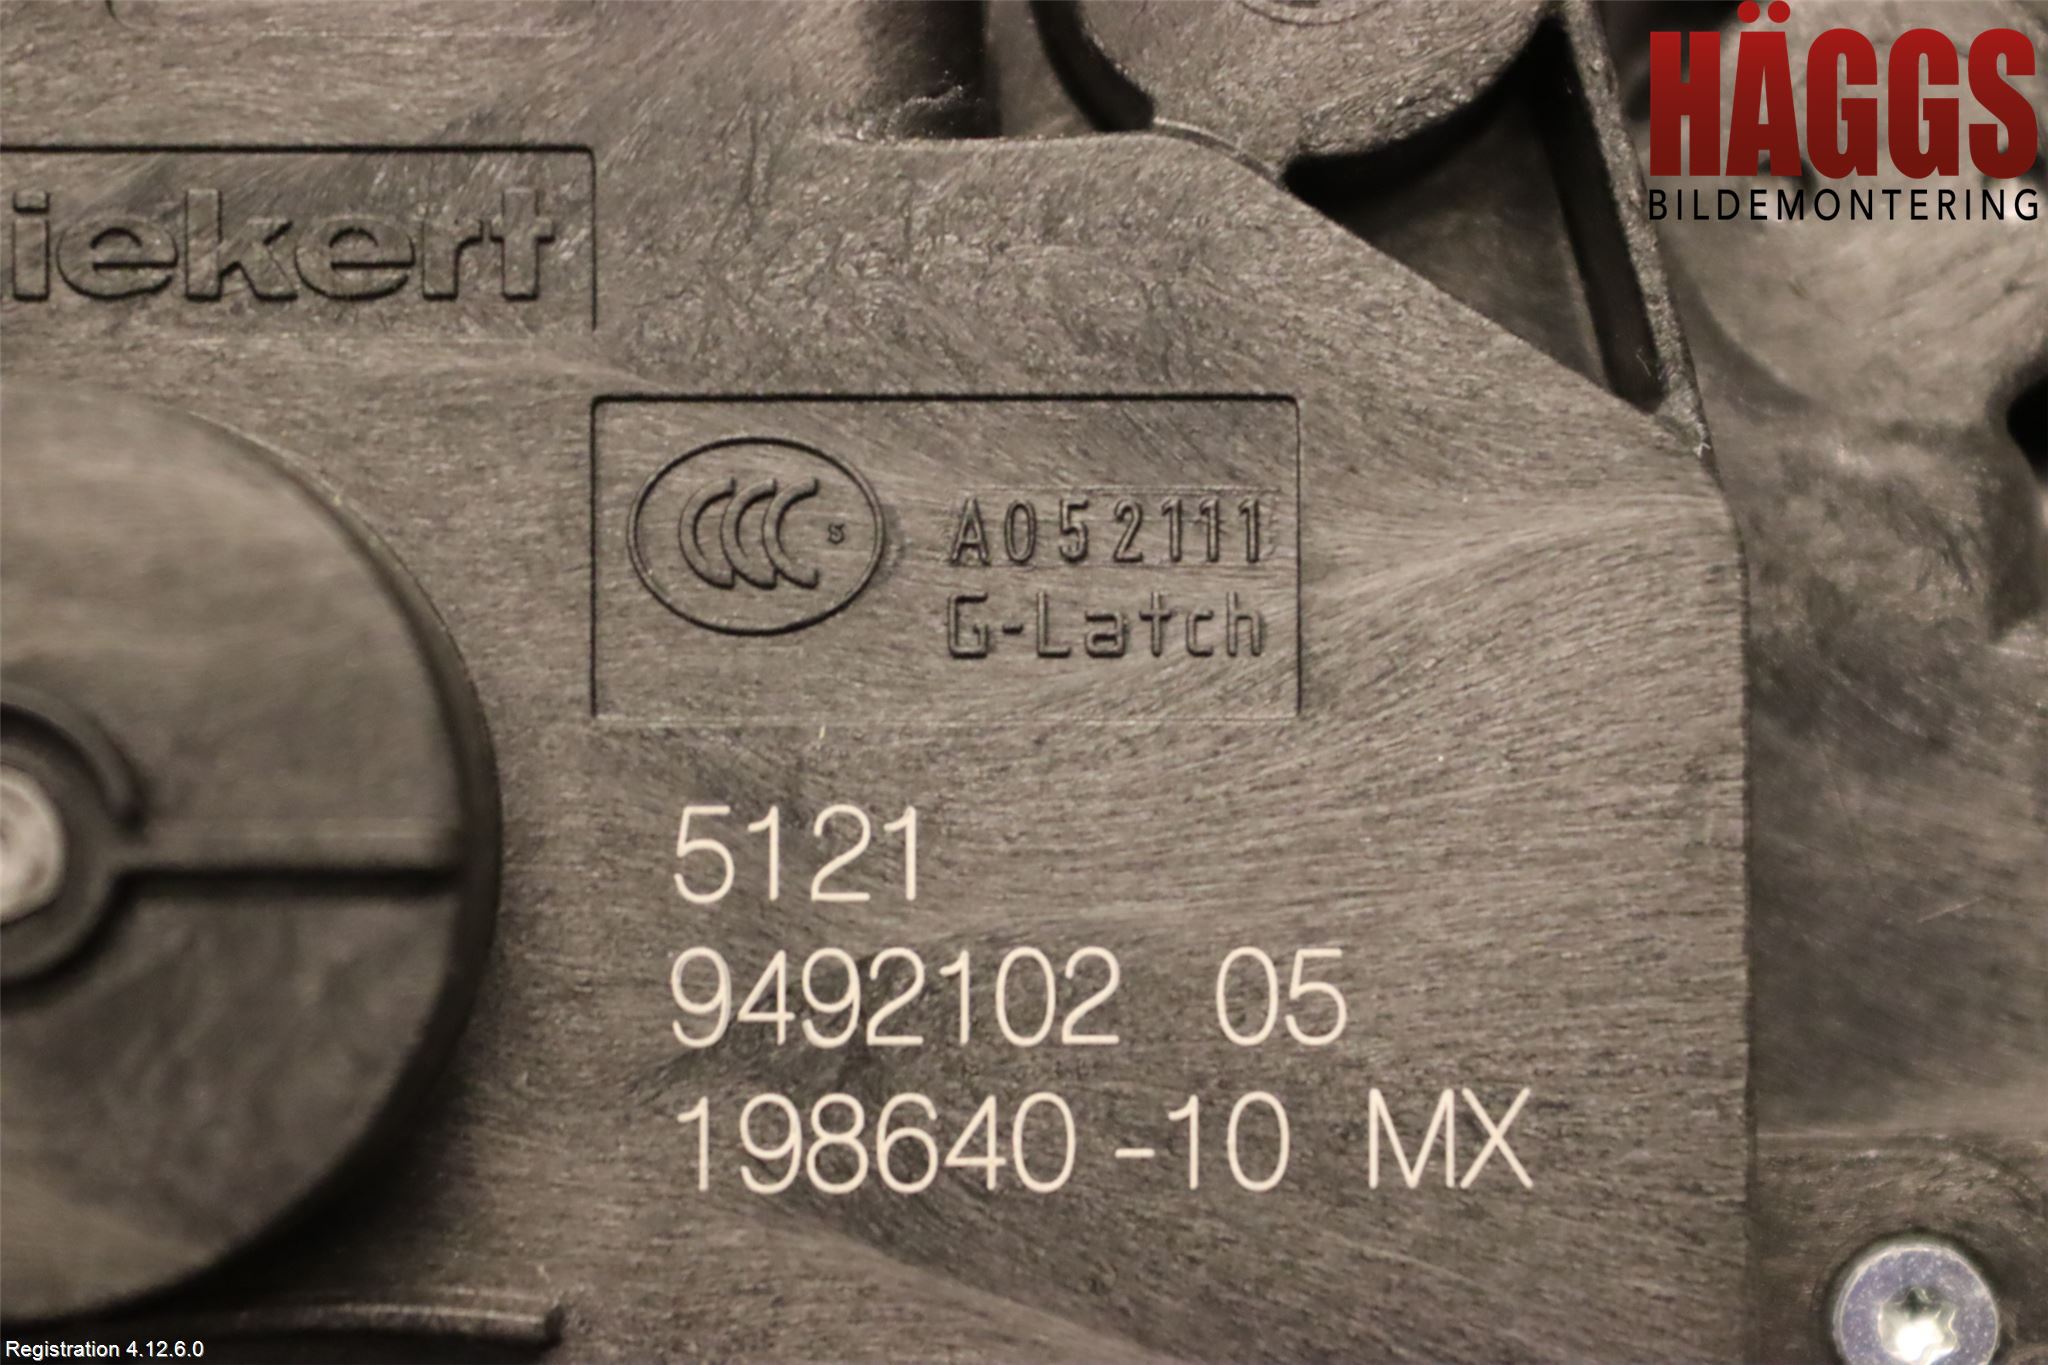 HÄGGS
BILDEMONTERING
iekert
CCC S
A052111
G-Latch
5121
9492102 05
198640-10 MX
Registration 4.12.6.0